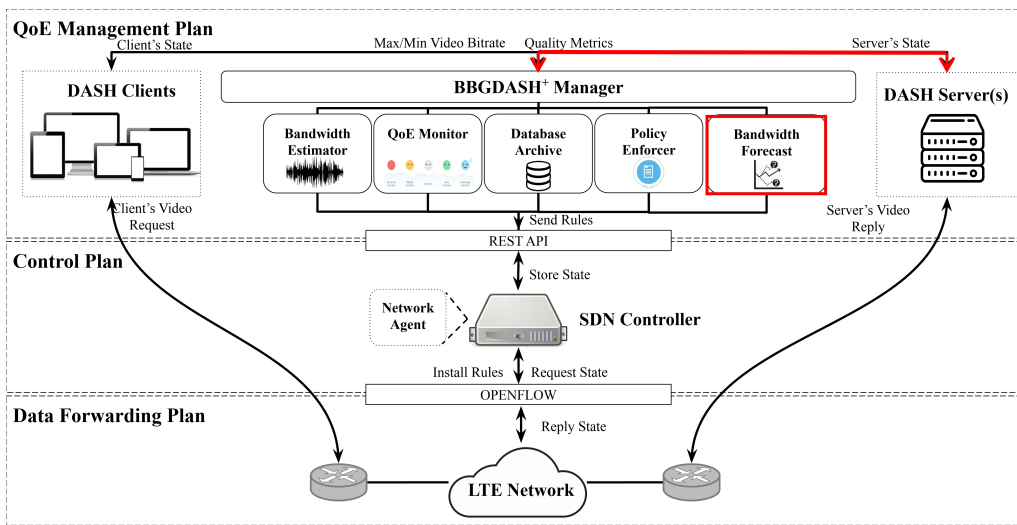 QoE Management Plan
Client's State
Max/Min Video Bitrate
Quality Metrics
Server's State
DASH Clients
BBGDASH⁺ Manager
DASH Server(s)
Bandwidth
Estimator
QoE Monitor
Database
Archive
Policy
Enforcer
Bandwidth
Forecast
Client's Video
Request
Send Rules
Server's Video
Reply
REST API
Control Plan
Store State
Network
Agent
SDN Controller
Install Rules
Request State
OPENFLOW
Data Forwarding Plan
Reply State
LTE Network